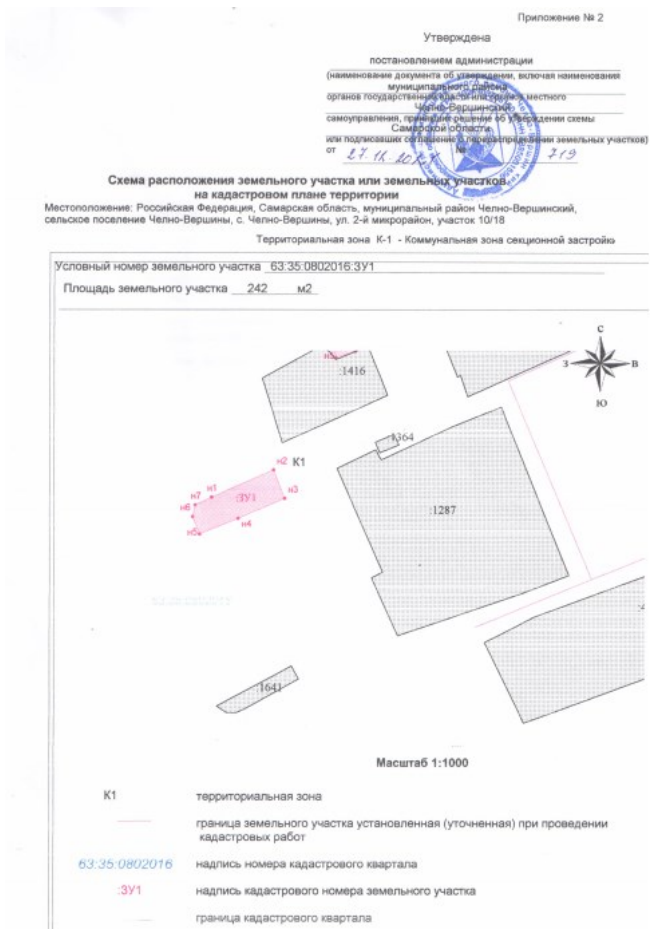 Приложение № 2
Утверждена
постановлением администрации
(наименование документа об утверждении, включая наименования
муниципального района
органов государственной власти или органов местного
Челно-Вершинский
самоуправления, принявших решение об утверждении схемы
Самарской области
или подписавших соглашение о перераспределении земельных участков)
от 27.11.20 № 719
Схема расположения земельного участка или земельных участков
на кадастровом плане территории
Местоположение: Российская Федерация, Самарская область, муниципальный район Челно-Вершинский,
сельское поселение Челно-Вершины, с. Челно-Вершины, ул. 2-й микрорайон, участок 10/18
Территориальная зона К-1 - Коммунальная зона секционной застройки
Условный номер земельного участка 63:35:0802016:ЗУ1
Площадь земельного участка 242 м2
С
З В
Ю
:1416
:1364
н2 К1
н7 н1 :ЗУ1 н3
н6
н4
н5
:1287
:1641
Масштаб 1:1000
К1 территориальная зона
граница земельного участка установленная (уточненная) при проведении
кадастровых работ
63:35:0802016 надпись номера кадастрового квартала
:ЗУ1 надпись кадастрового номера земельного участка
граница кадастрового квартала